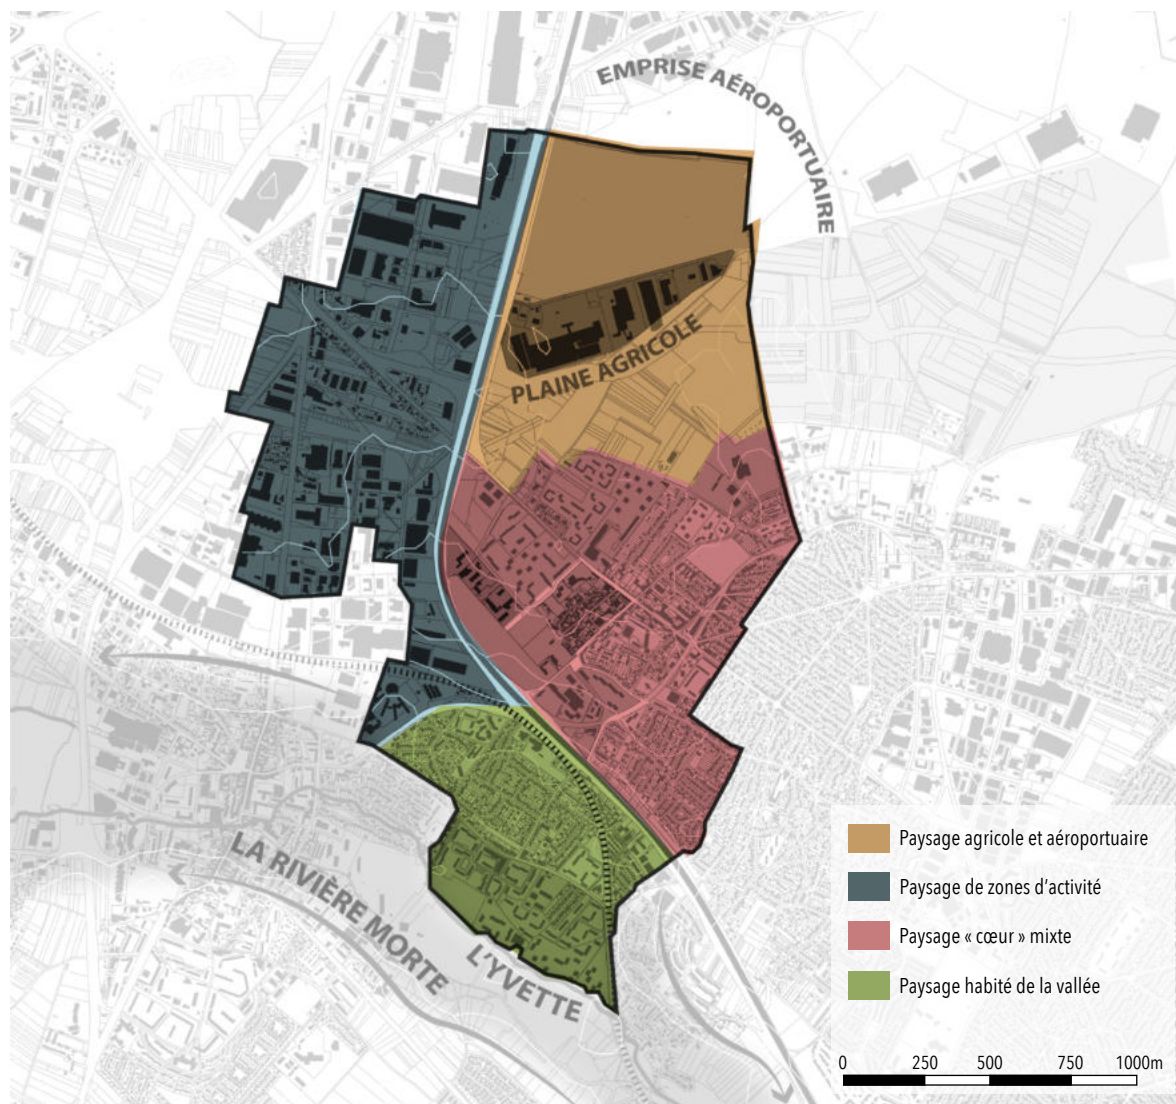 EMPRISE AÉROPORTUAIRE
PLAINE AGRICOLE
LA RIVIÈRE MORTE
L'YVETTE
Paysage agricole et aéroportuaire
Paysage de zones d'activité
Paysage « cœur » mixte
Paysage habité de la vallée
0 250 500 750 1000m